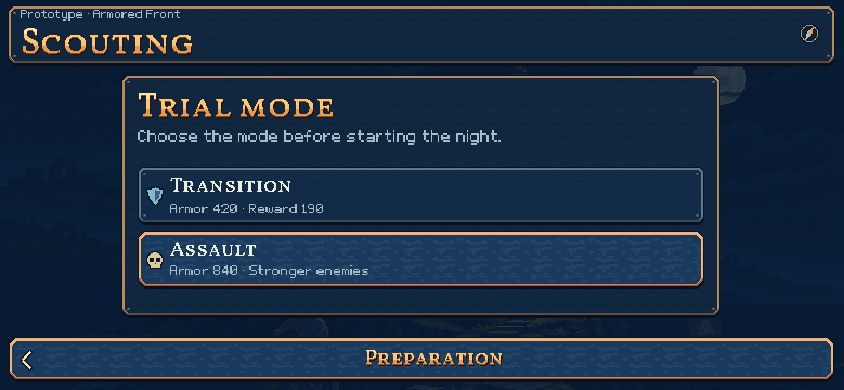 Prototype · Armored Front
Scouting
Trial mode
Choose the mode before starting the night.
Transition
Armor 420 · Reward 190
Assault
Armor 840 · Stronger enemies
Preparation